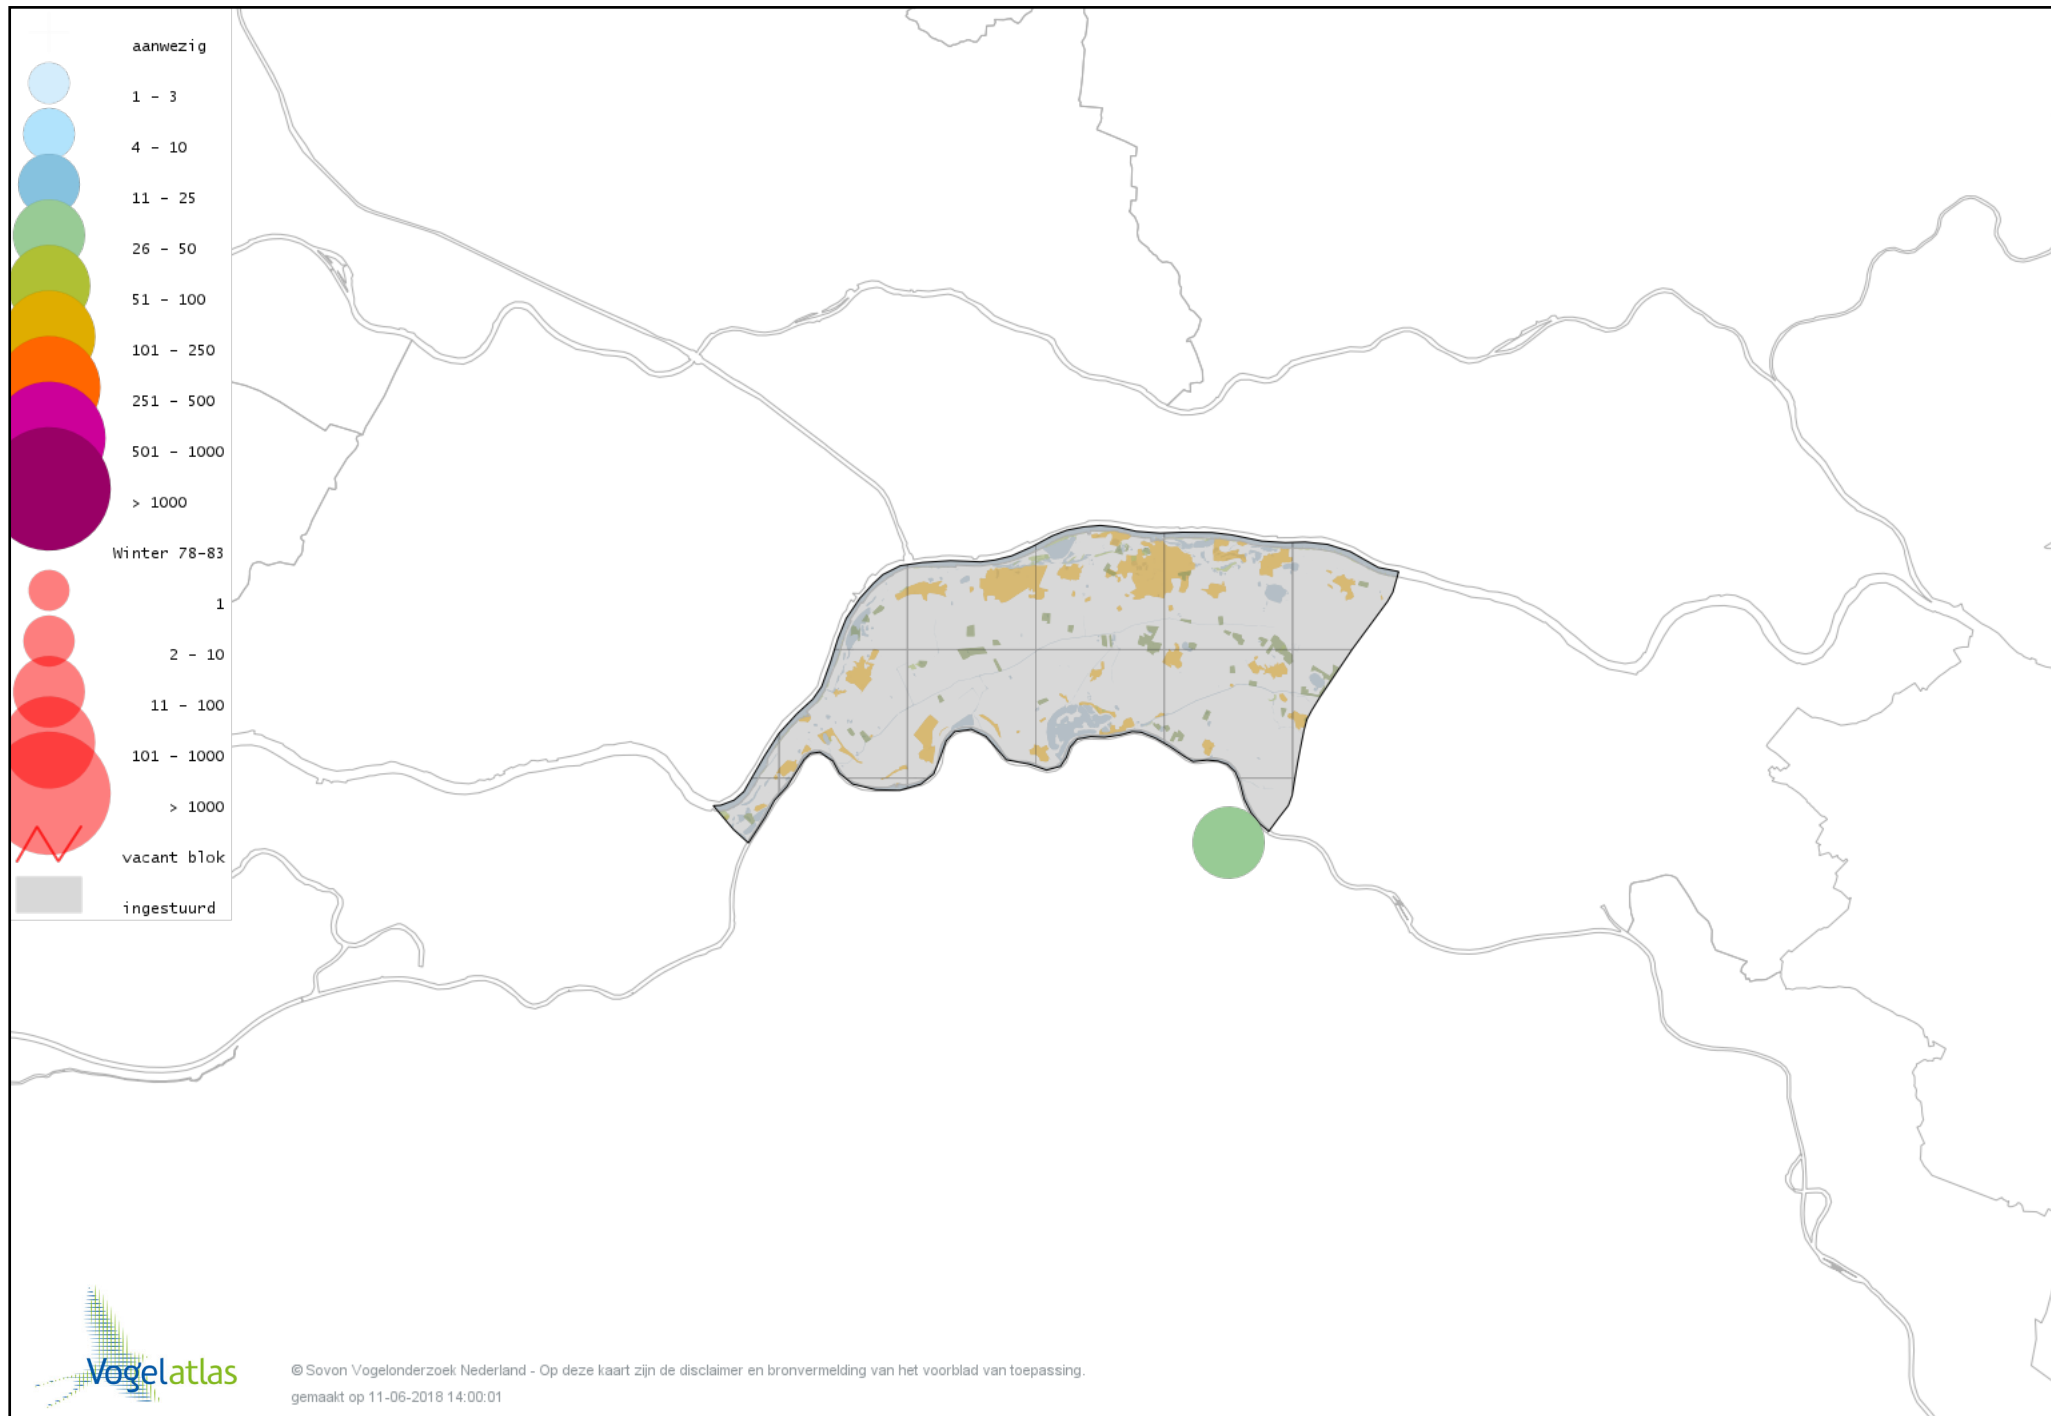 aanwezig
1 - 3
4 - 10
11 - 25
26 - 50
51 - 100
101 - 250
251 - 500
501 - 1000
> 1000
Winter 78-83
1
2 - 10
11 - 100
101 - 1000
> 1000
vacant blok
ingestuurd
Vogelatlas
© Sovon Vogelonderzoek Nederland - Op deze kaart zijn de disclaimer en bronvermelding van het voorblad van toepassing.
gemaakt op 11-06-2018 14:00:01